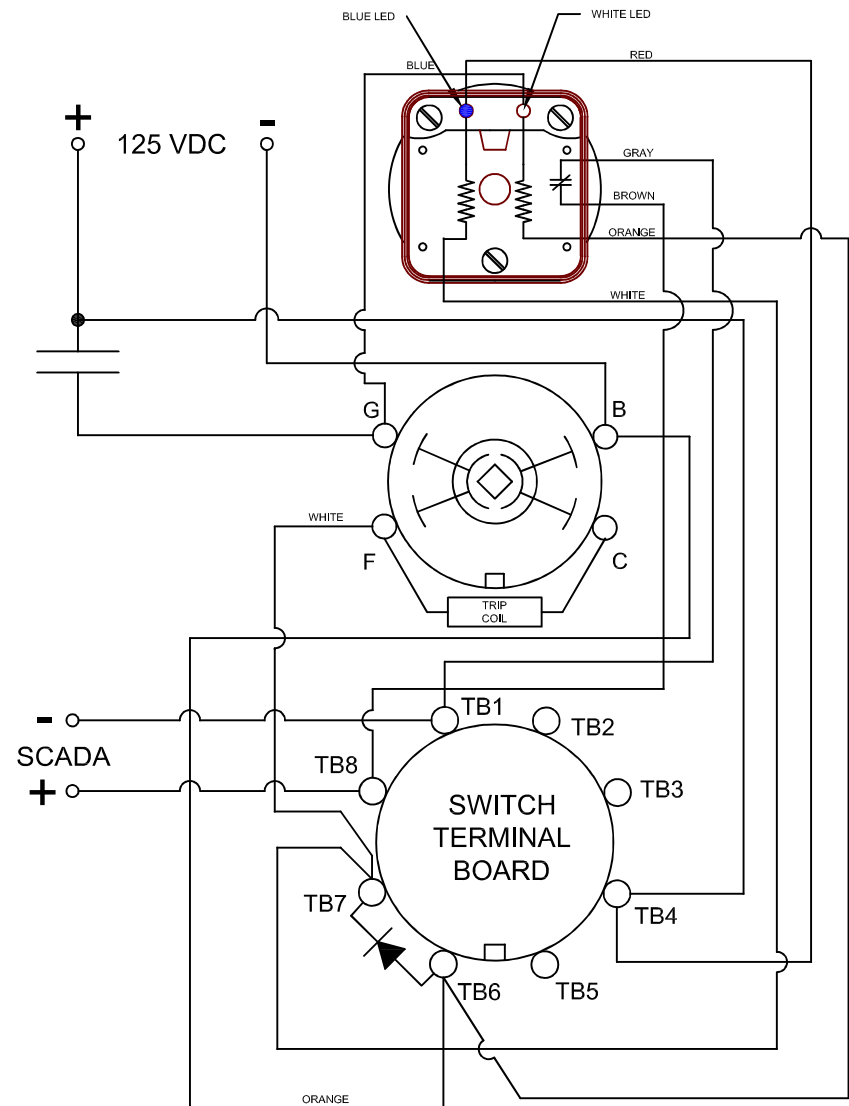 BLUE LED
WHITE LED
BLUE
RED
+ 125 VDC -
GRAY
BROWN
ORANGE
WHITE
G
B
WHITE
F
C
TRIP
COIL
-
SCADA
+
TB1
TB2
TB8
TB3
SWITCH
TERMINAL
BOARD
TB7
TB4
TB6
TB5
ORANGE